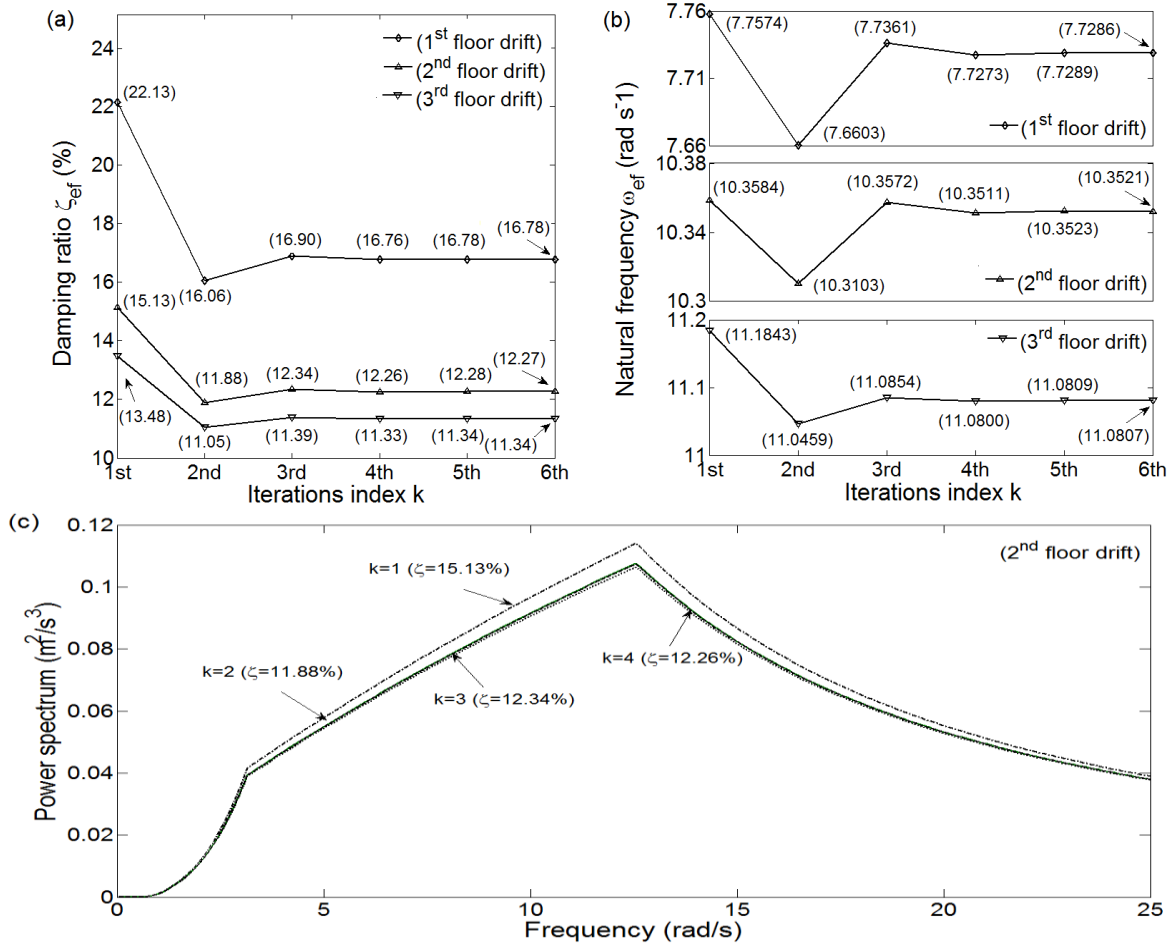 (a)
Damping ratio ζef (%)
24
22
20
18
16
14
12
10
(1st floor drift)
(2nd floor drift)
(3rd floor drift)
(22.13)
(16.06)
(16.90)
(16.76)
(16.78)
(16.78)
(15.13)
(11.88)
(12.34)
(12.26)
(12.28)
(12.27)
(13.48)
(11.05)
(11.39)
(11.33)
(11.34)
(11.34)
1st 2nd 3rd 4th 5th 6th
Iterations index k
(b)
Natural frequency ωef (rad s-1)
7.76
7.71
7.66
(7.7574)
(7.6603)
(7.7361)
(7.7273)
(7.7289)
(7.7286)
(1st floor drift)
10.38
10.34
10.3
(10.3584)
(10.3103)
(10.3572)
(10.3511)
(10.3523)
(10.3521)
(2nd floor drift)
11.2
11.1
11
(11.1843)
(11.0459)
(11.0854)
(11.0800)
(11.0809)
(11.0807)
(3rd floor drift)
1st 2nd 3rd 4th 5th 6th
Iterations index k
(c)
Power spectrum (m2/s3)
0.12
0.1
0.08
0.06
0.04
0.02
0
(2nd floor drift)
k=1 (ζ=15.13%)
k=2 (ζ=11.88%)
k=3 (ζ=12.34%)
k=4 (ζ=12.26%)
0 5 10 15 20 25
Frequency (rad/s)